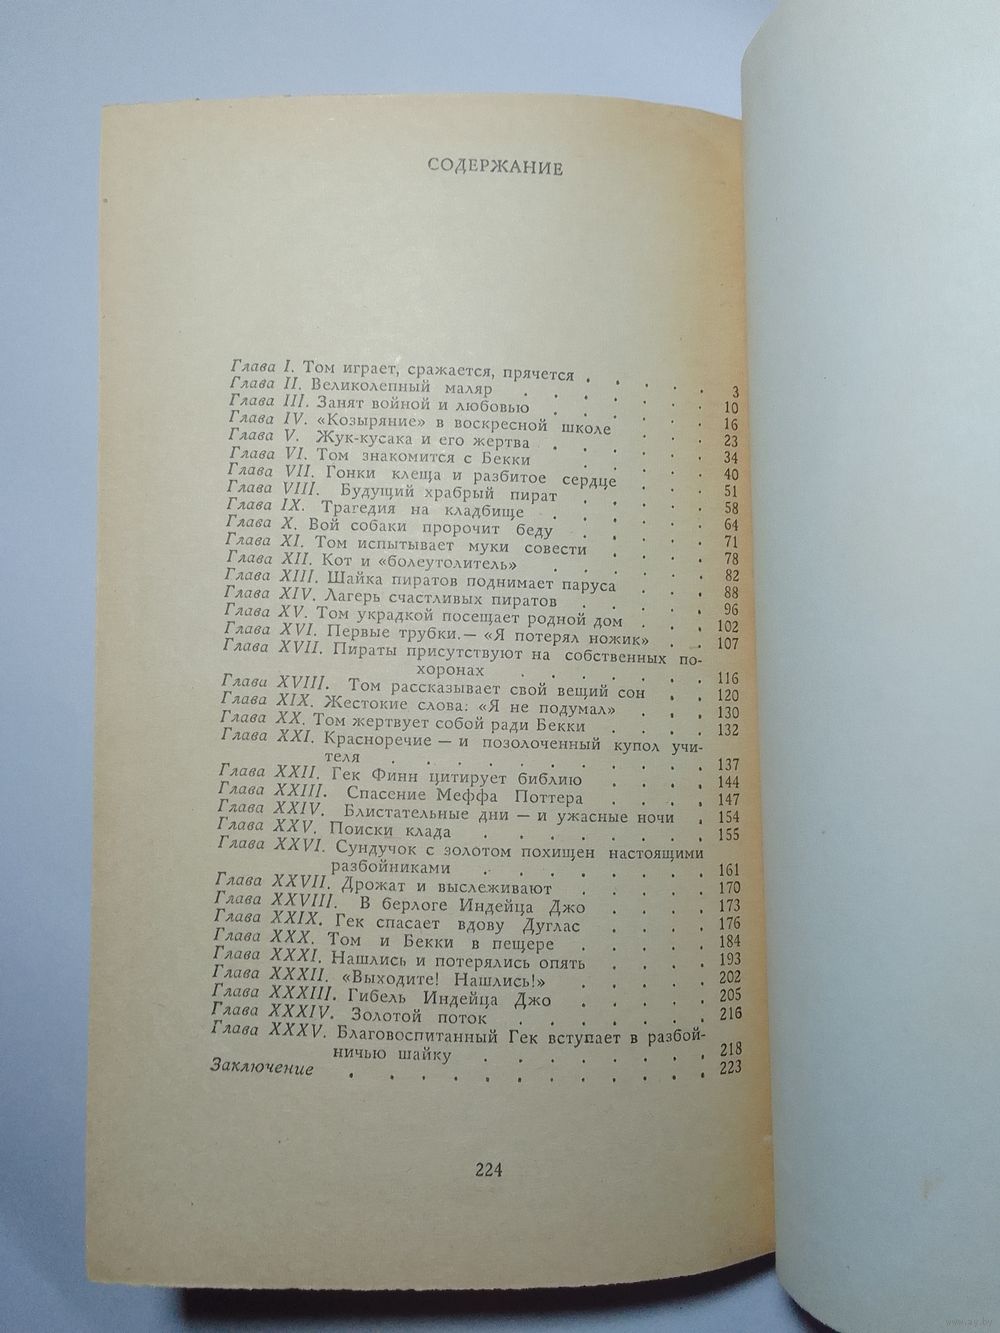 СОДЕРЖАНИЕ
Глава I. Том играет, сражается, прячется . . . . . 3
Глава II. Великолепный маляр . . . . . . . 10
Глава III. Занят войной и любовью . . . . . . 16
Глава IV. «Козыряние» в воскресной школе . . . 23
Глава V. Жук-кусака и его жертва . . . . . . 34
Глава VI. Том знакомится с Бекки . . . . . 40
Глава VII. Гонки клеща и разбитое сердце . . . 51
Глава VIII. Будущий храбрый пират . . . . . 58
Глава IX. Трагедия на кладбище . . . . . . 64
Глава X. Вой собаки пророчит беду . . . . . 71
Глава XI. Том испытывает муки совести . . . . 78
Глава XII. Кот и «болеутолитель» . . . . . . 82
Глава XIII. Шайка пиратов поднимает паруса . . . 88
Глава XIV. Лагерь счастливых пиратов . . . . . 96
Глава XV. Том украдкой посещает родной дом . . . 102
Глава XVI. Первые трубки.— «Я потерял ножик» . . 107
Глава XVII. Пираты присутствуют на собственных по-
хоронах . . . . . . . 116
Глава XVIII. Том рассказывает свой вещий сон . . 120
Глава XIX. Жестокие слова: «Я не подумал» . . . 130
Глава XX. Том жертвует собой ради Бекки . . . . 132
Глава XXI. Красноречие — и позолоченный купол учи-
теля . . . . . . . . . . 137
Глава XXII. Гек Финн цитирует библию . . . . 144
Глава XXIII. Спасение Меффа Поттера . . . . 147
Глава XXIV. Блистательные дни — и ужасные ночи . 154
Глава XXV. Поиски клада . . . . . . . 155
Глава XXVI. Сундучок с золотом похищен настоящими
разбойниками . . . . . . . 161
Глава XXVII. Дрожат и выслеживают . . . . . 170
Глава XXVIII. В берлоге Индейца Джо . . . . 173
Глава XXIX. Гек спасает вдову Дуглас . . . . 176
Глава XXX. Том и Бекки в пещере . . . . . 184
Глава XXXI. Нашлись и потерялись опять . . . . 193
Глава XXXII. «Выходите! Нашлись!» . . . . . 202
Глава XXXIII. Гибель Индейца Джо . . . . . 205
Глава XXXIV. Золотой поток . . . . . . . 216
Глава XXXV. Благовоспитанный Гек вступает в разбой-
ничью шайку . . . . . . . 218
Заключение . . . . . . . . . . . 223
224
www.ay.by